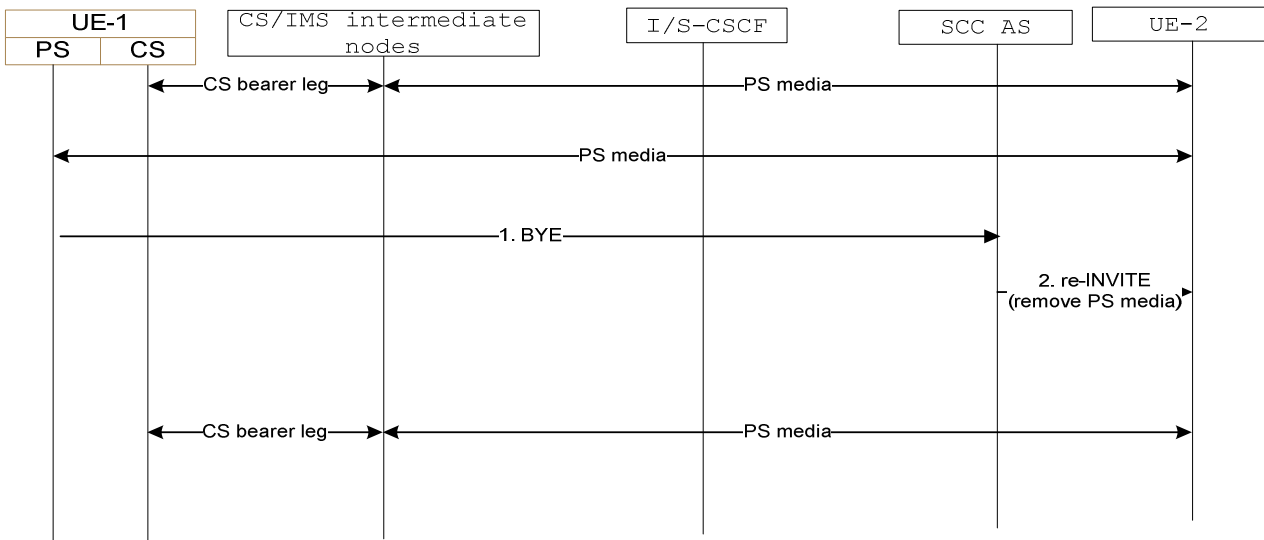 UE-1
PS CS
CS/IMS intermediate
nodes
I/S-CSCF
SCC AS
UE-2
CS bearer leg
PS media
PS media
1. BYE
2. re-INVITE
(remove PS media)
CS bearer leg
PS media